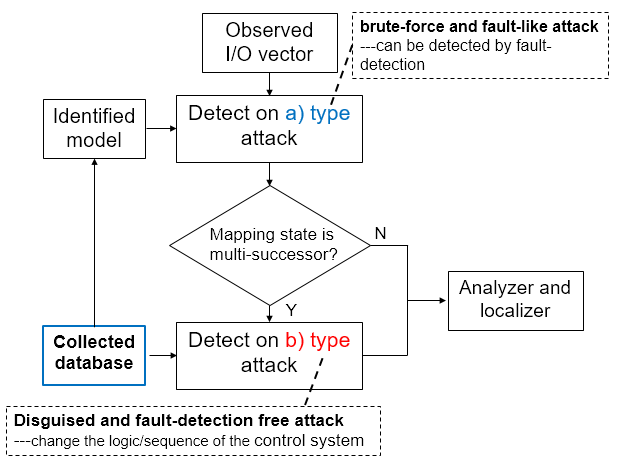 Observed
I/O vector
brute-force and fault-like attack
---can be detected by fault-
detection
Identified
model
Detect on a) type
attack
Mapping state is
multi-successor?
N
Y
Analyzer and
localizer
Collected
database
Detect on b) type
attack
Disguised and fault-detection free attack
---change the logic/sequence of the control system